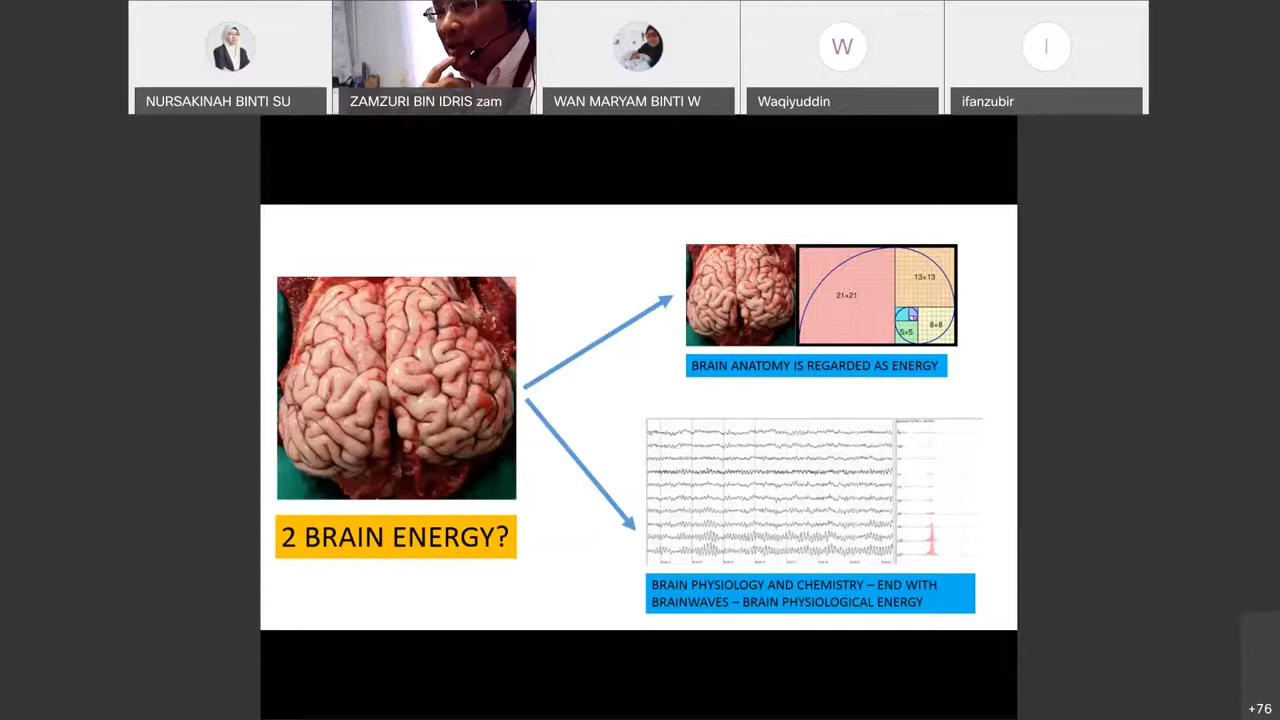 NURSAKINAH BINTI SU
ZAMZURI BIN IDRIS zam
WAN MARYAM BINTI W
W
Waqiyuddin
I
ifanzubir
21×21
13×13
8×8
5×5
BRAIN ANATOMY IS REGARDED AS ENERGY
2 BRAIN ENERGY?
BRAIN PHYSIOLOGY AND CHEMISTRY – END WITH
BRAINWAVES – BRAIN PHYSIOLOGICAL ENERGY
+76